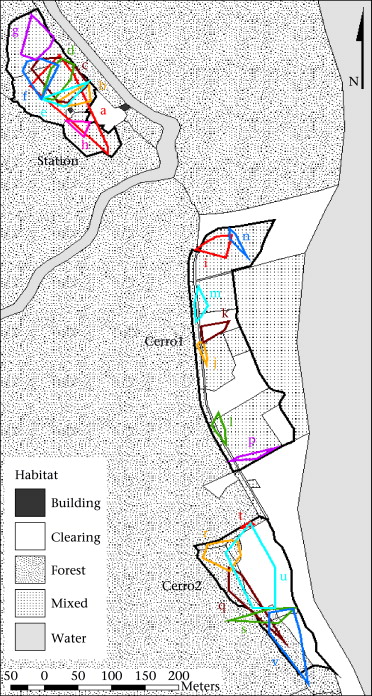 g
d
c
b
f
e
a
h
Station
N
n
i
m
k
Cerro1
j
l
p
t
r
Cerro2
u
q
s
v
Habitat
Building
Clearing
Forest
Mixed
Water
50 0 50 100 150 200
Meters